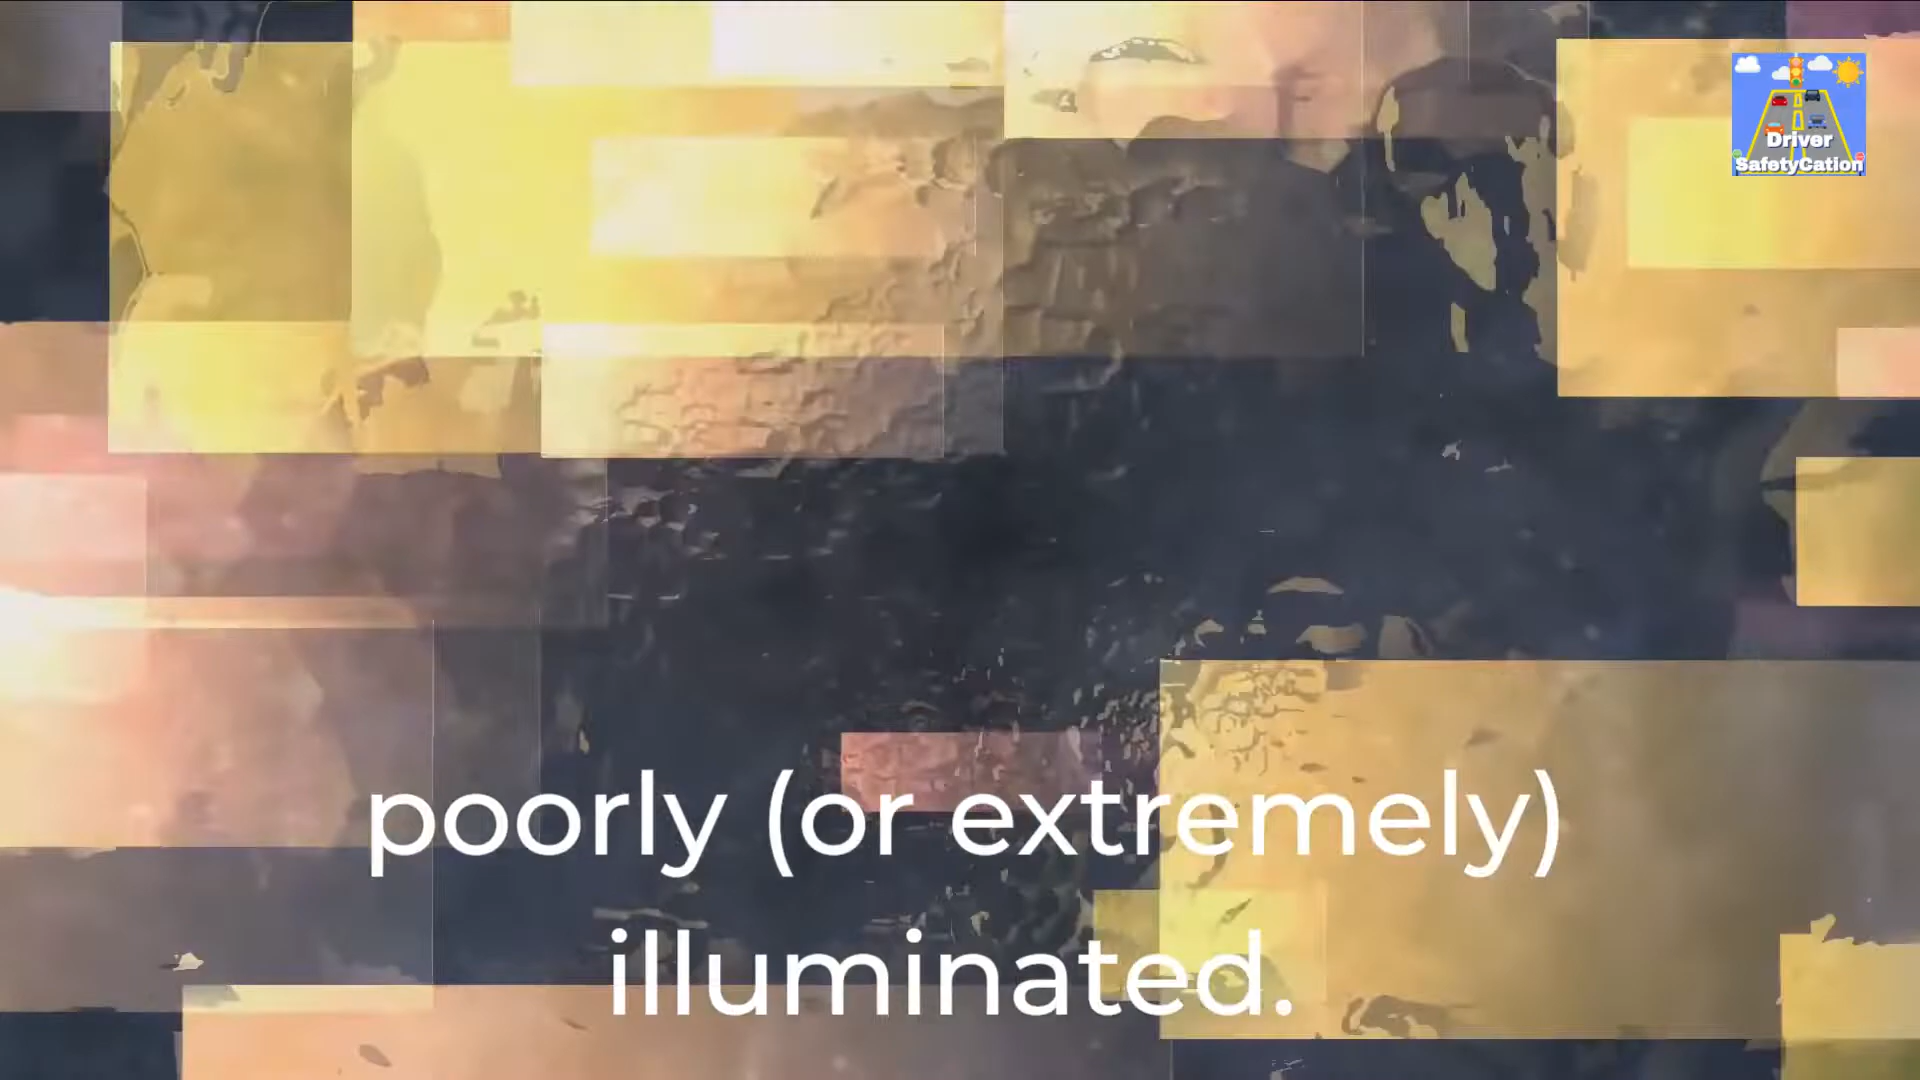 Driver
SafetyCation
poorly (or extremely)
illuminated.